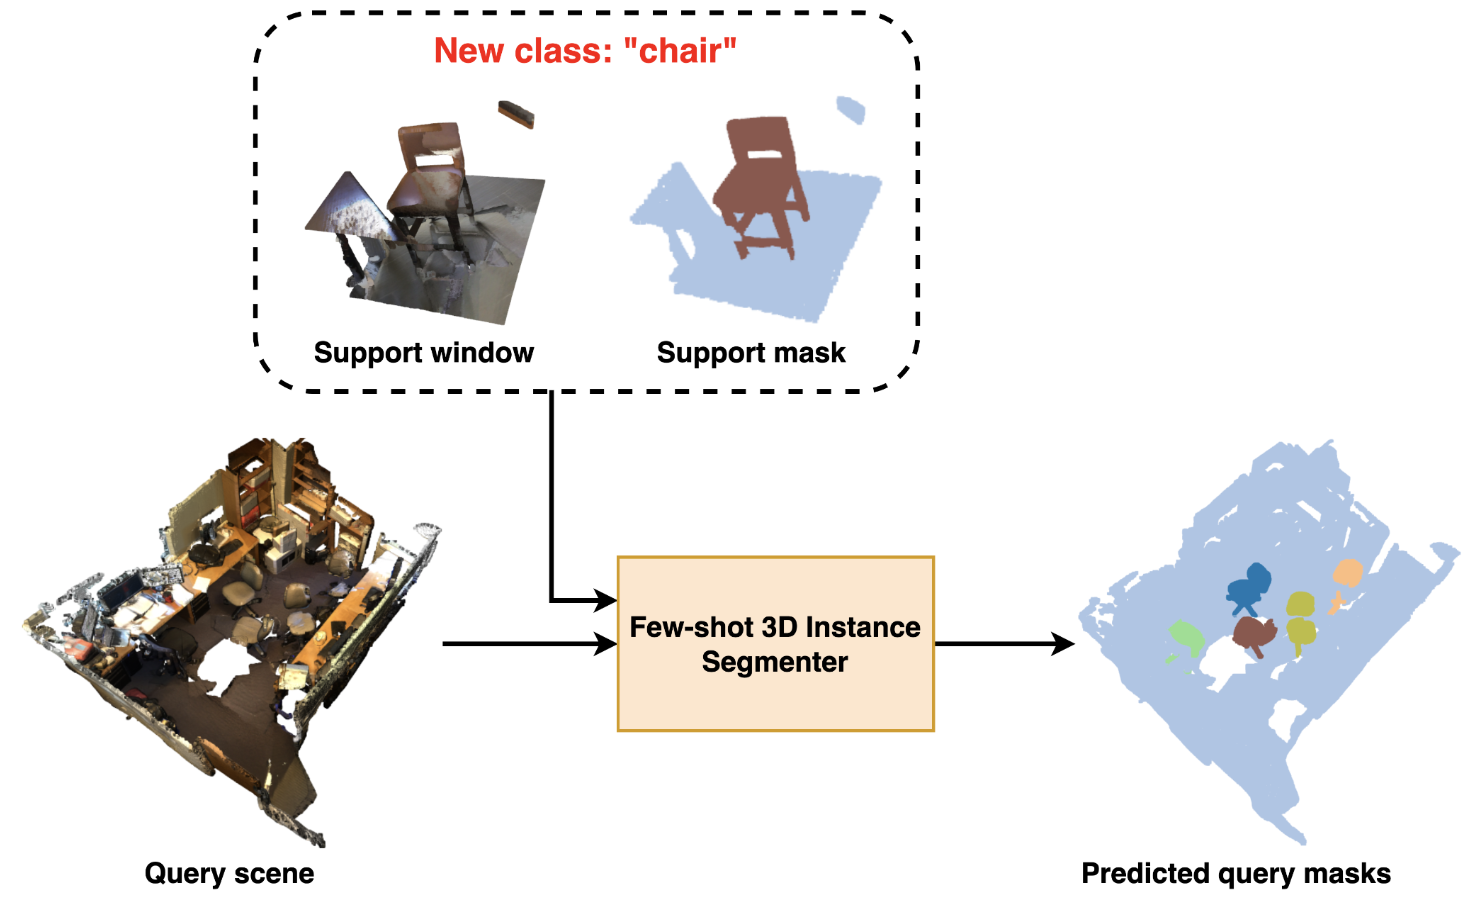 New class: "chair"
Support window
Support mask
Few-shot 3D Instance
Segmenter
Query scene
Predicted query masks